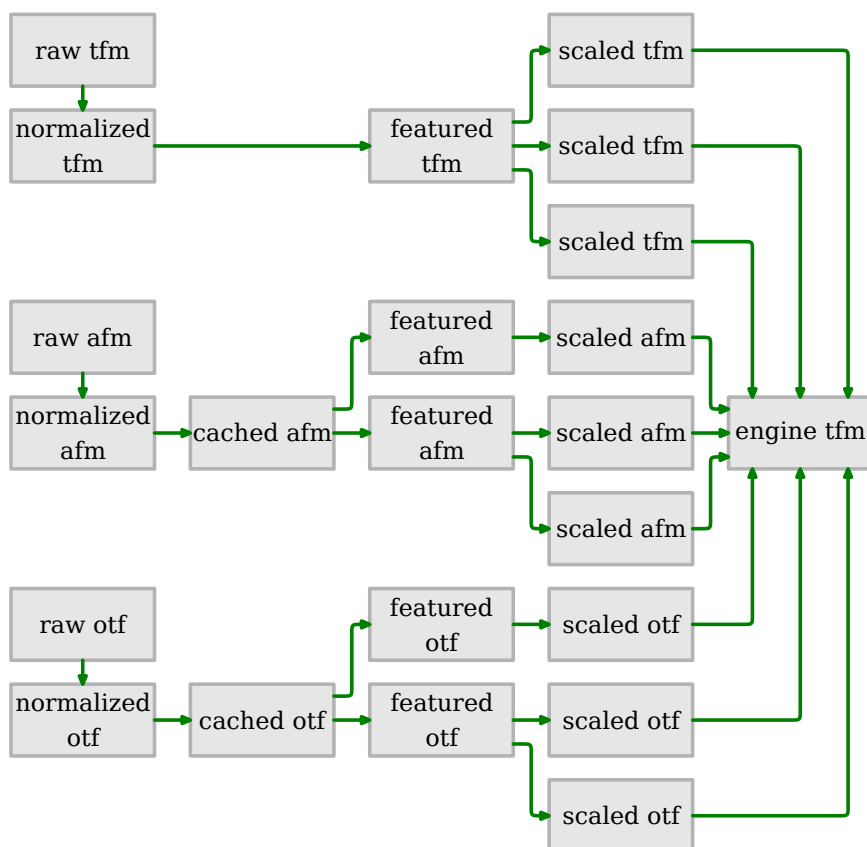 raw tfm
scaled tfm
normalized
tfm
featured
tfm
scaled tfm
scaled tfm
raw afm
featured
afm
scaled afm
normalized
afm
cached afm
featured
afm
scaled afm
engine tfm
scaled afm
raw otf
featured
otf
scaled otf
normalized
otf
cached otf
featured
otf
scaled otf
scaled otf